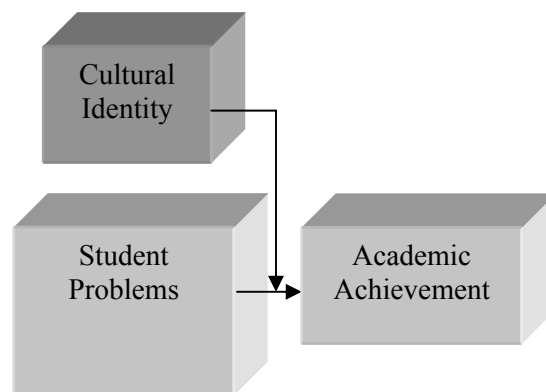 Cultural
Identity
Student
Problems
Academic
Achievement